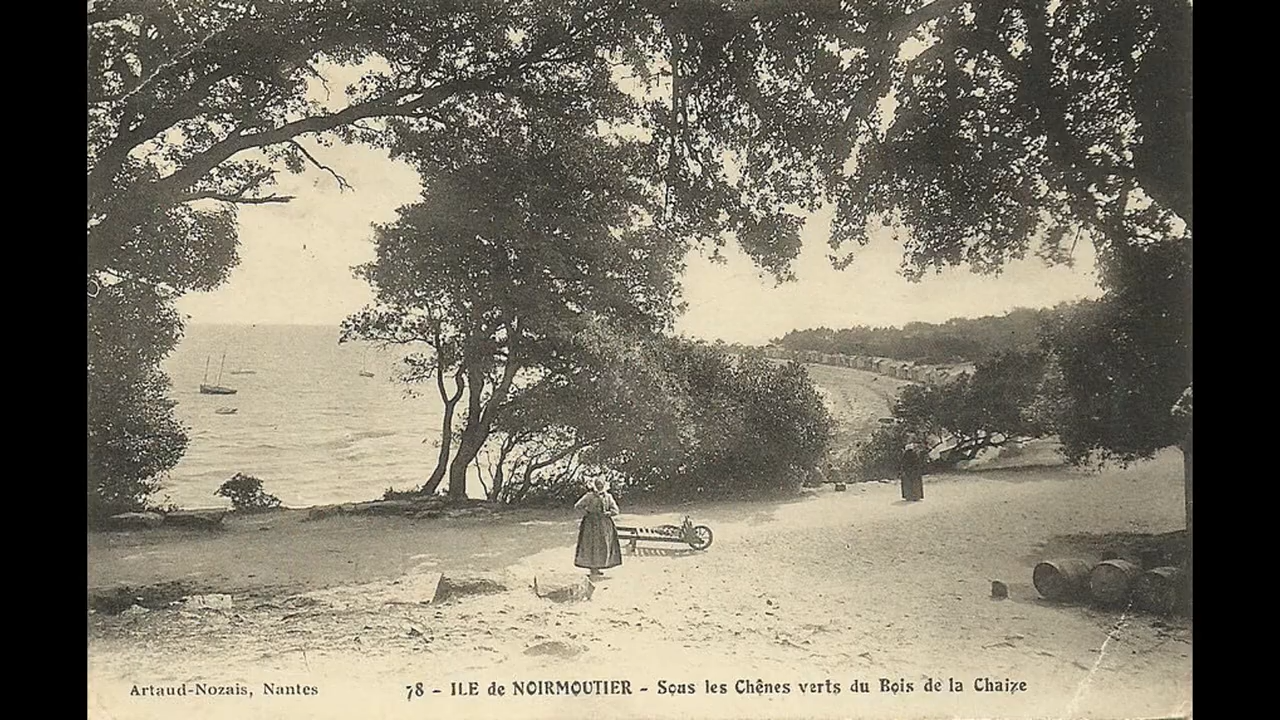 Artaud-Nozais, Nantes
78 - ILE de NOIRMOUTIER - Sous les Chênes verts du Bois de la Chaize